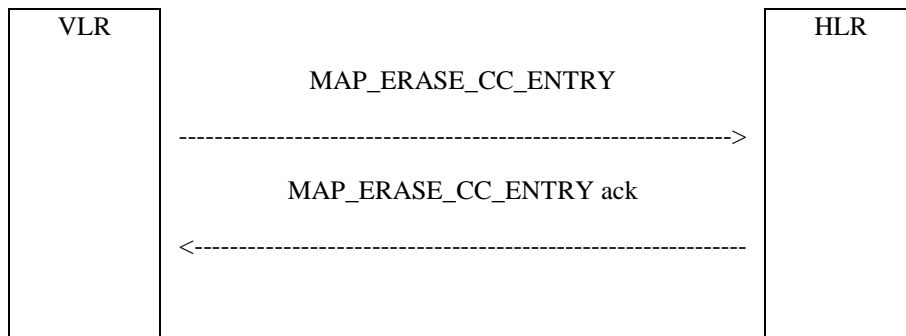 VLR HLR
MAP_ERASE_CC_ENTRY
MAP_ERASE_CC_ENTRY ack